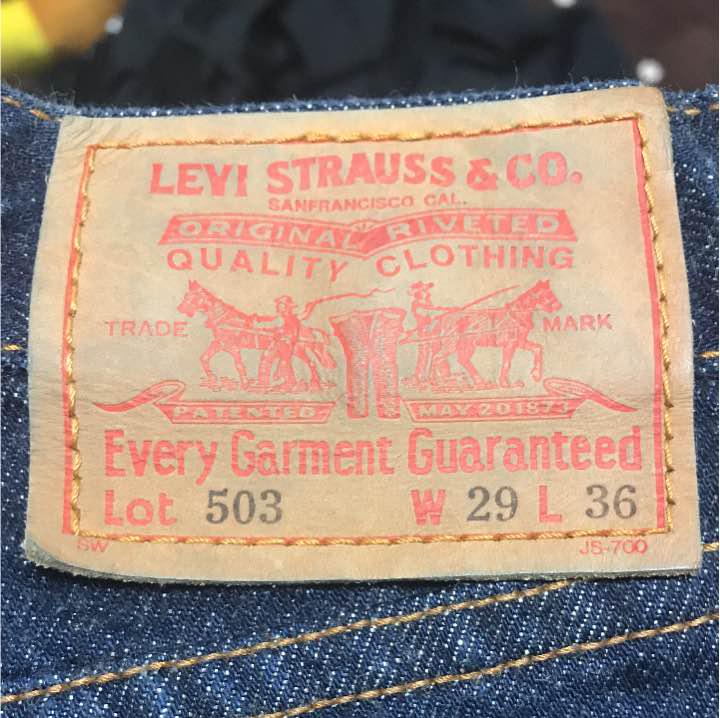 LEVI STRAUSS & CO.
SANFRANCISCO CAL.
ORIGINAL RIVETED
QUALITY CLOTHING
TRADE MARK
PATENTED MAY 20 1873
Every Garment Guaranteed
Lot 503 W 29 L 36
SW JS-700